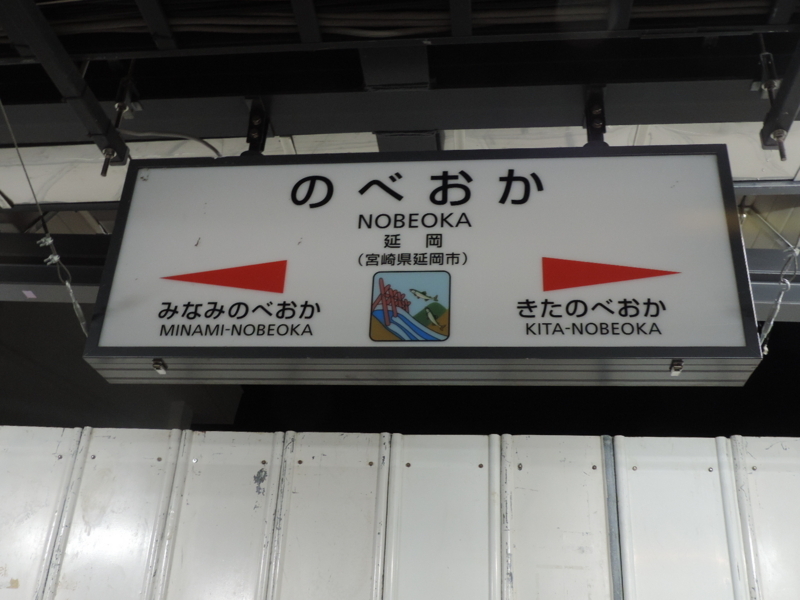 のべおか
NOBEOKA
延岡
(宮崎県延岡市)
みなみのべおか
MINAMI-NOBEOKA
きたのべおか
KITA-NOBEOKA